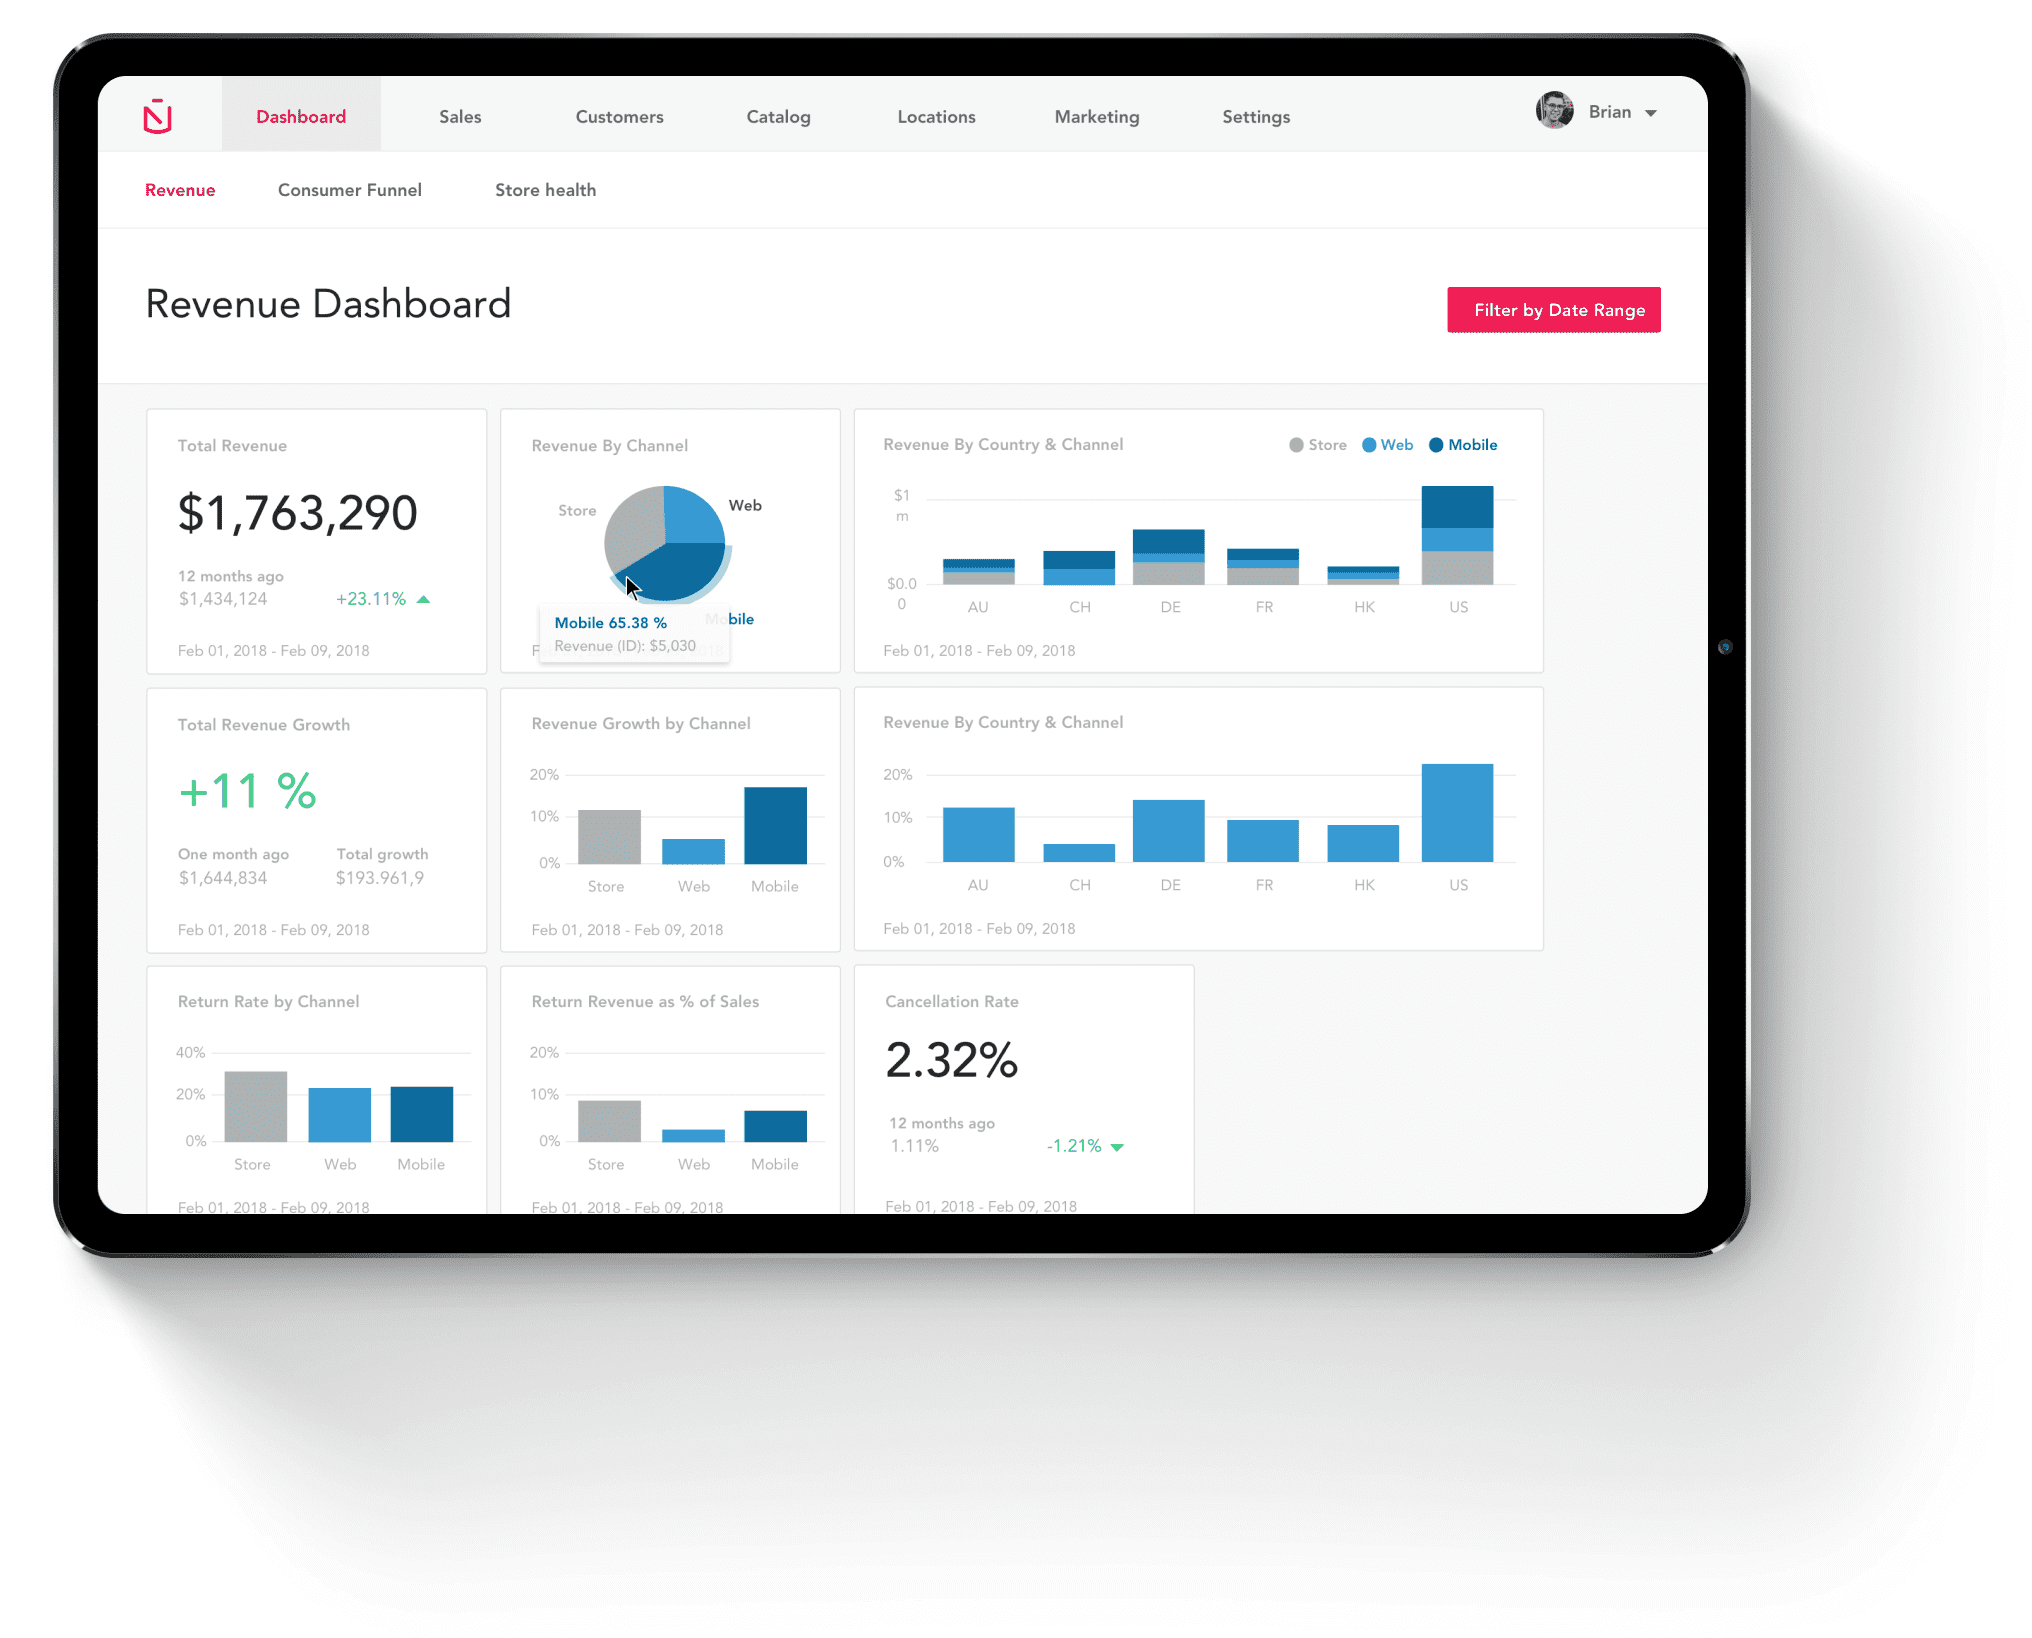 Dashboard
Sales
Customers
Catalog
Locations
Marketing
Settings
Brian
Revenue
Consumer Funnel
Store health
Revenue Dashboard
Filter by Date Range
Total Revenue
$1,763,290
12 months ago
$1,434,124
+23.11%
Feb 01, 2018 - Feb 09, 2018
Revenue By Channel
Store
Web
Mobile
Mobile 65.38 %
Revenue (ID): $5,030
Revenue By Country & Channel
Store
Web
Mobile
$1
m
$0.0
0
AU
CH
DE
FR
HK
US
Feb 01, 2018 - Feb 09, 2018
Total Revenue Growth
+11 %
One month ago
Total growth
$1,644,834
$193.961,9
Feb 01, 2018 - Feb 09, 2018
Revenue Growth by Channel
20%
10%
0%
Store
Web
Mobile
Feb 01, 2018 - Feb 09, 2018
Revenue By Country & Channel
20%
10%
0%
AU
CH
DE
FR
HK
US
Feb 01, 2018 - Feb 09, 2018
Return Rate by Channel
40%
20%
0%
Store
Web
Mobile
Feb 01, 2018 - Feb 09, 2018
Return Revenue as % of Sales
20%
10%
0%
Store
Web
Mobile
Feb 01, 2018 - Feb 09, 2018
Cancellation Rate
2.32%
12 months ago
1.11%
-1.21%
Feb 01, 2018 - Feb 09, 2018